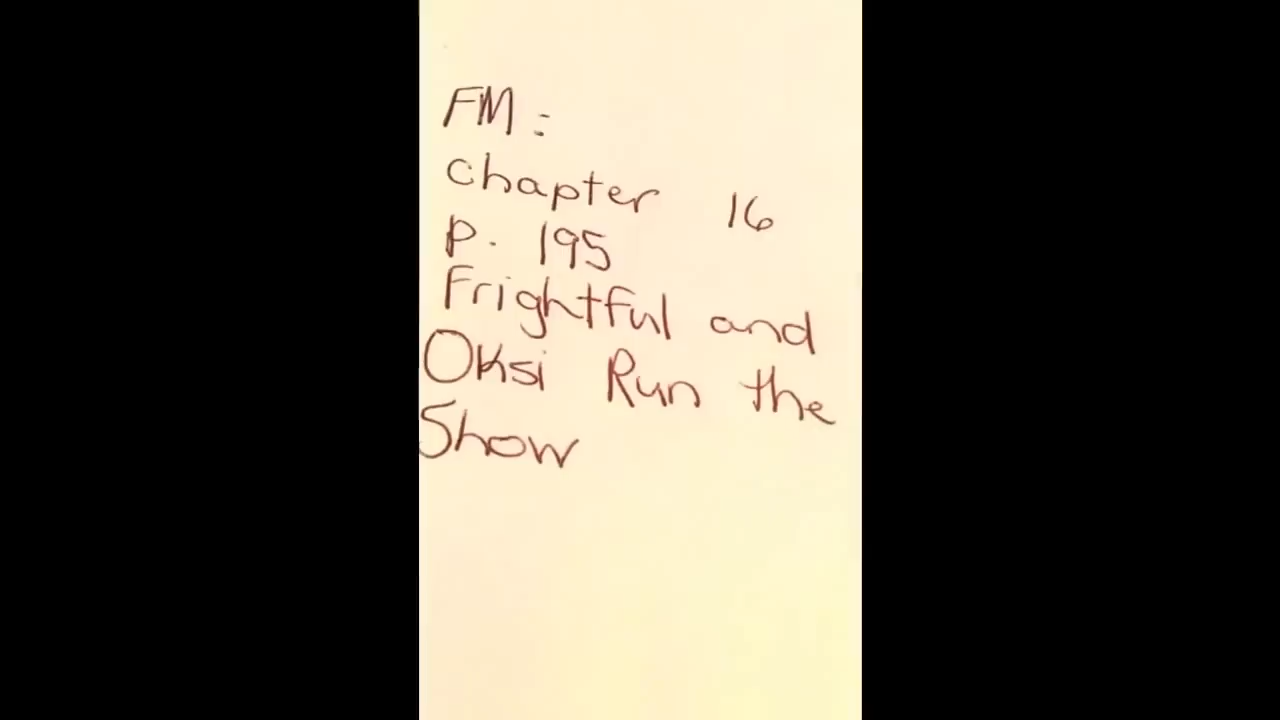 FM:
chapter 16
p. 195
Frightful and
Oksi Run the
Show